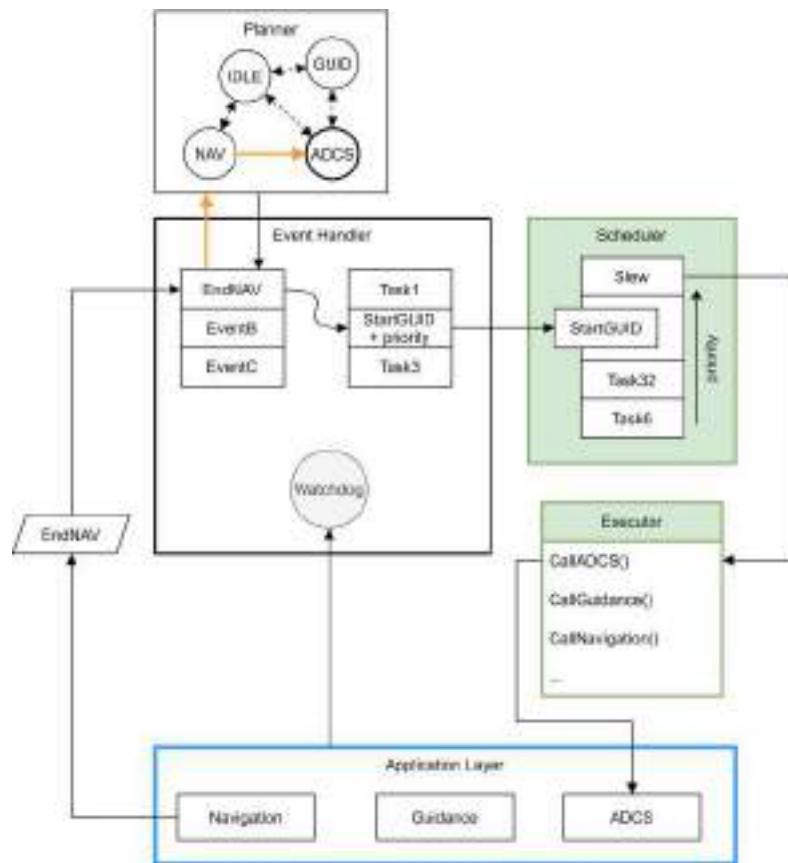 Planner
IDLE
GUID
NAV
ADCS
Event Handler
EndNAV
EventB
EventC
Task1
StartGUID
+ priority
Task3
Watchdog
Scheduler
Slew
StartGUID
Task32
Task6
priority
EndNAV
Executor
CallADCS()
CallGuidance()
CallNavigation()
...
Application Layer
Navigation
Guidance
ADCS